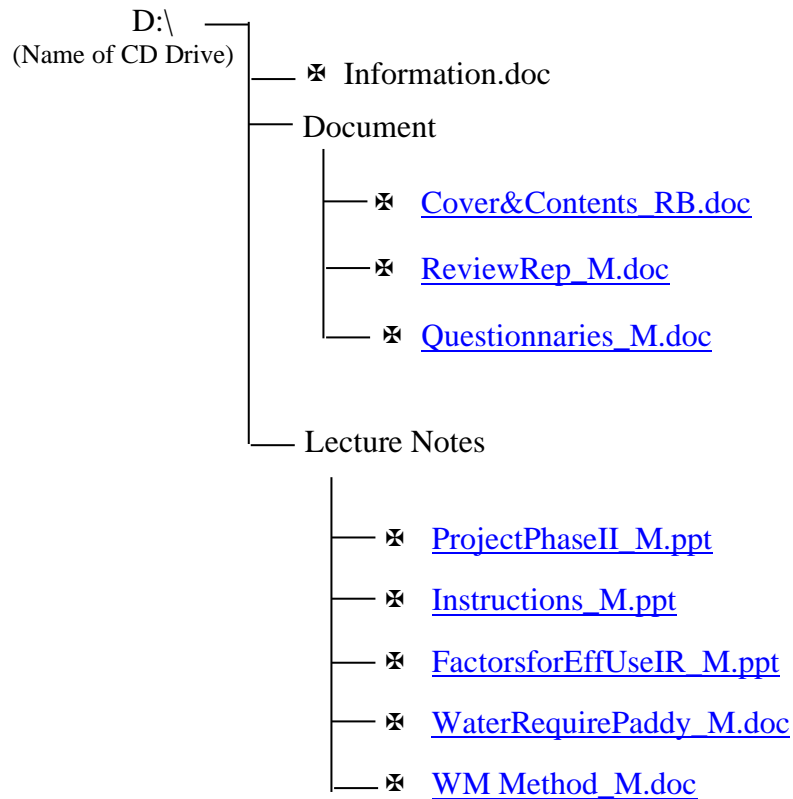 D:\
(Name of CD Drive)
✠ Information.doc
Document
✠ Cover&Contents_RB.doc
✠ ReviewRep_M.doc
✠ Questionnaries_M.doc
Lecture Notes
✠ ProjectPhaseII_M.ppt
✠ Instructions_M.ppt
✠ FactorsforEffUseIR_M.ppt
✠ WaterRequirePaddy_M.doc
✠ WM Method_M.doc